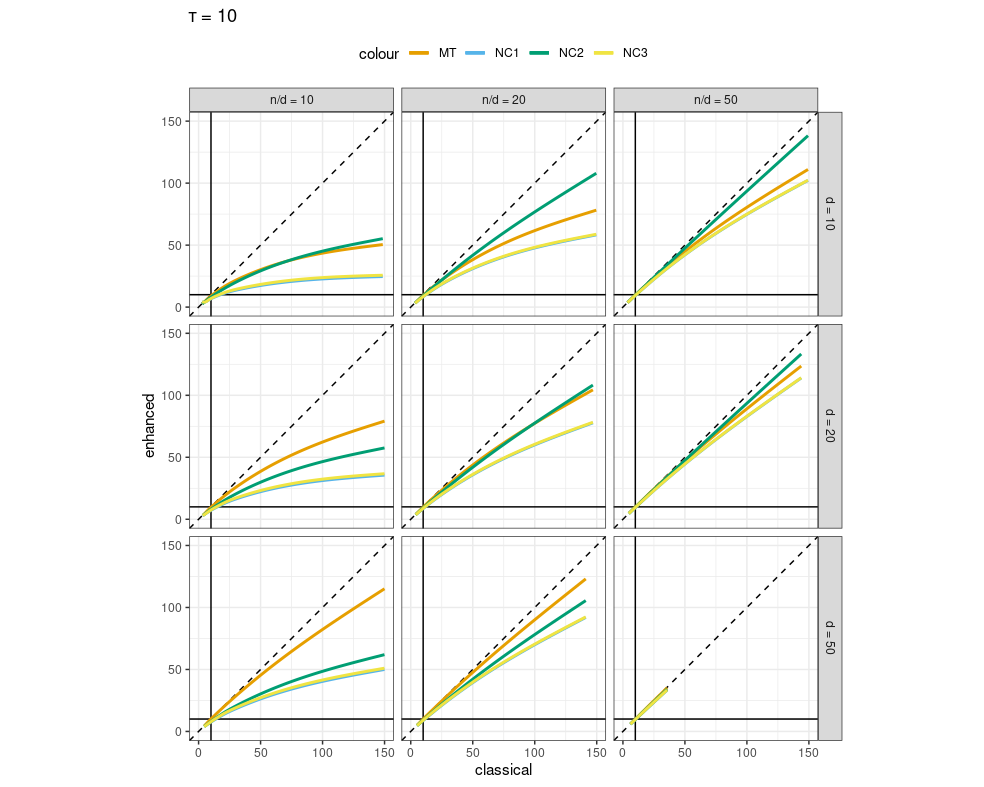 τ = 10
colour MT NC1 NC2 NC3
n/d = 10 n/d = 20 n/d = 50
150
100
50
0
d = 10
150
100
50
0
d = 20
150
100
50
0
d = 50
enhanced
0 50 100 150 0 50 100 150 0 50 100 150
classical